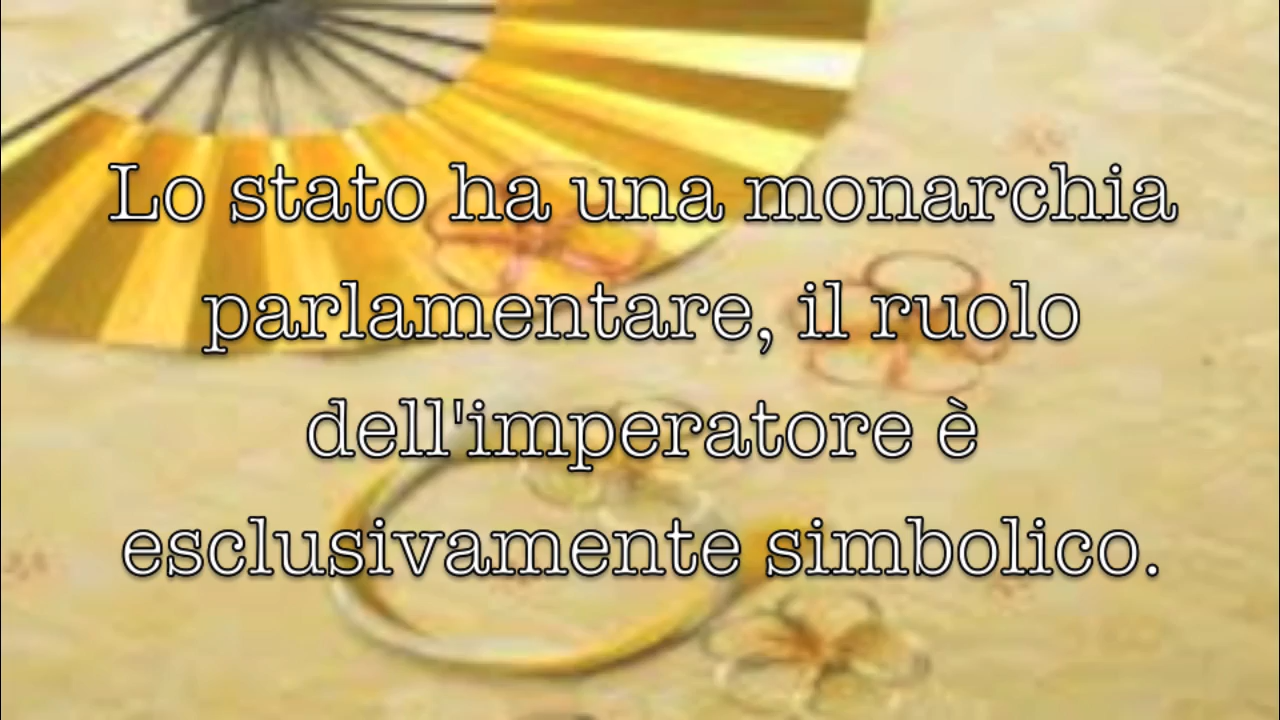 Lo stato ha una monarchia
parlamentare, il ruolo
dell'imperatore è
esclusivamente simbolico.